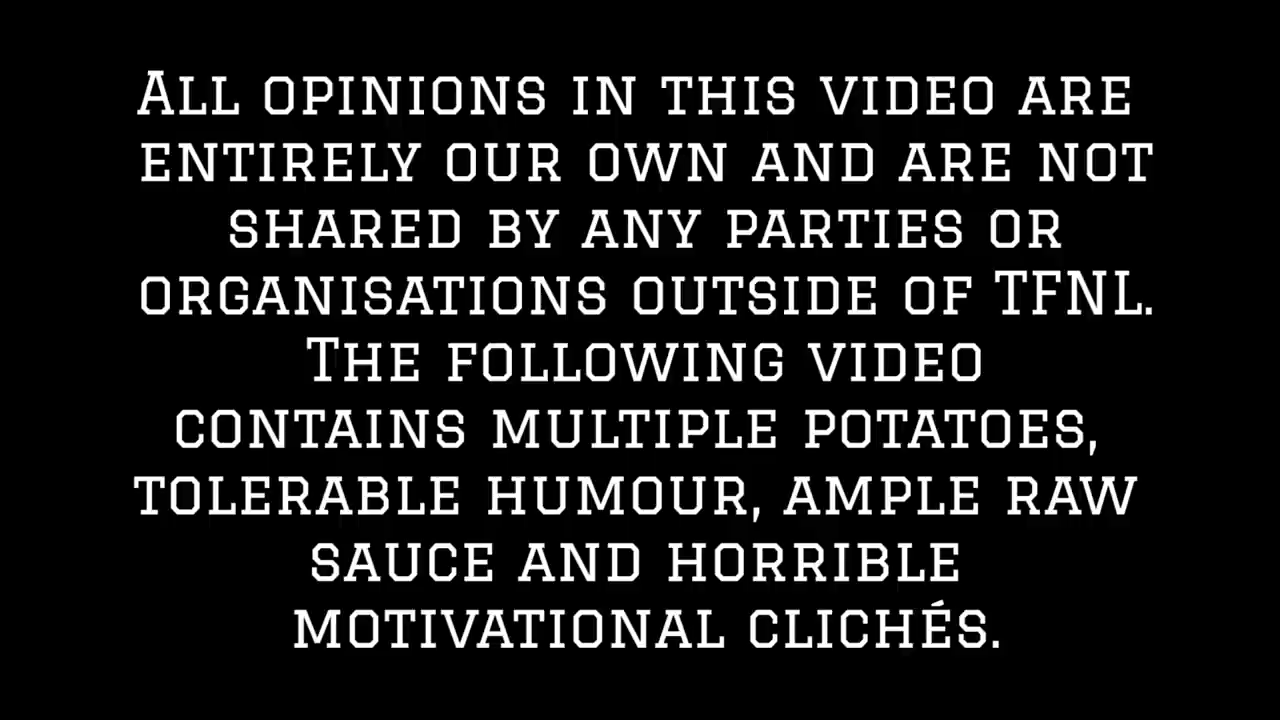 All opinions in this video are
entirely our own and are not
shared by any parties or
organisations outside of TFNL.
The following video
contains multiple potatoes,
tolerable humour, ample raw
sauce and horrible
motivational clichés.